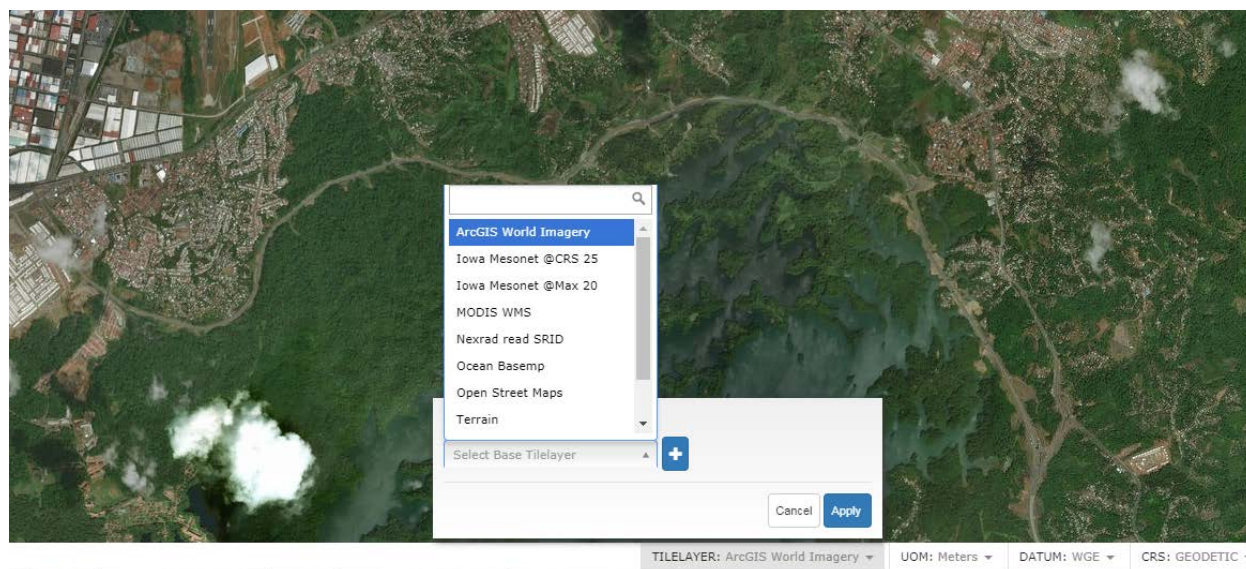 ArcGIS World Imagery
Iowa Mesonet @CRS 25
Iowa Mesonet @Max 20
MODIS WMS
Nexrad read SRID
Ocean Basemp
Open Street Maps
Terrain
Select Base Tilelayer
Cancel Apply
TILELAYER: ArcGIS World Imagery UOM: Meters DATUM: WGE CRS: GEODETIC